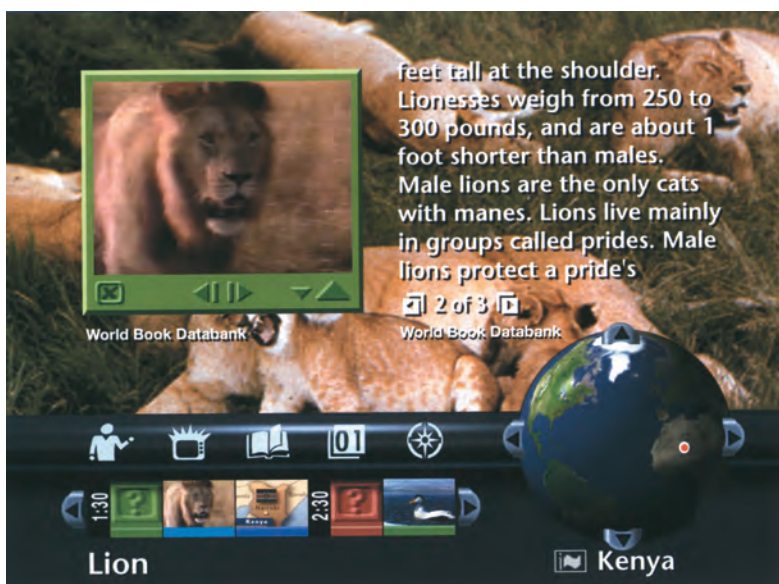 feet tall at the shoulder.
Lionesses weigh from 250 to
300 pounds, and are about 1
foot shorter than males.
Male lions are the only cats
with manes. Lions live mainly
in groups called prides. Male
lions protect a pride's
2 of 3
World Book Databank
World Book Databank
01
1:30
?
Kenya
2:30
?
Lion
Kenya